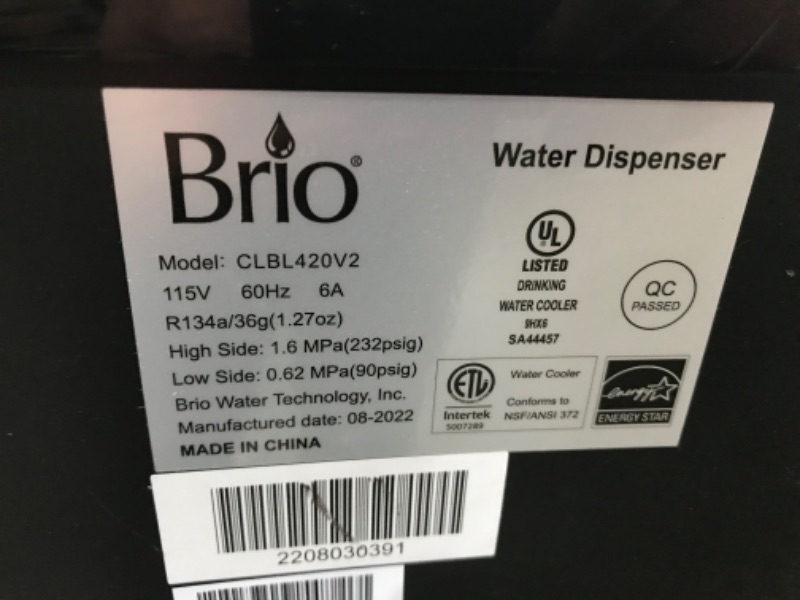 Brio®
Water Dispenser
Model: CLBL420V2
115V 60Hz 6A
R134a/36g(1.27oz)
High Side: 1.6 MPa(232psig)
Low Side: 0.62 MPa(90psig)
Brio Water Technology, Inc.
Manufactured date: 08-2022
MADE IN CHINA
UL
LISTED
DRINKING
WATER COOLER
9HX6
SA44457
QC
PASSED
ETL
Intertek
5007289
Water Cooler
Conforms to
NSF/ANSI 372
energy
ENERGY STAR
2208030391